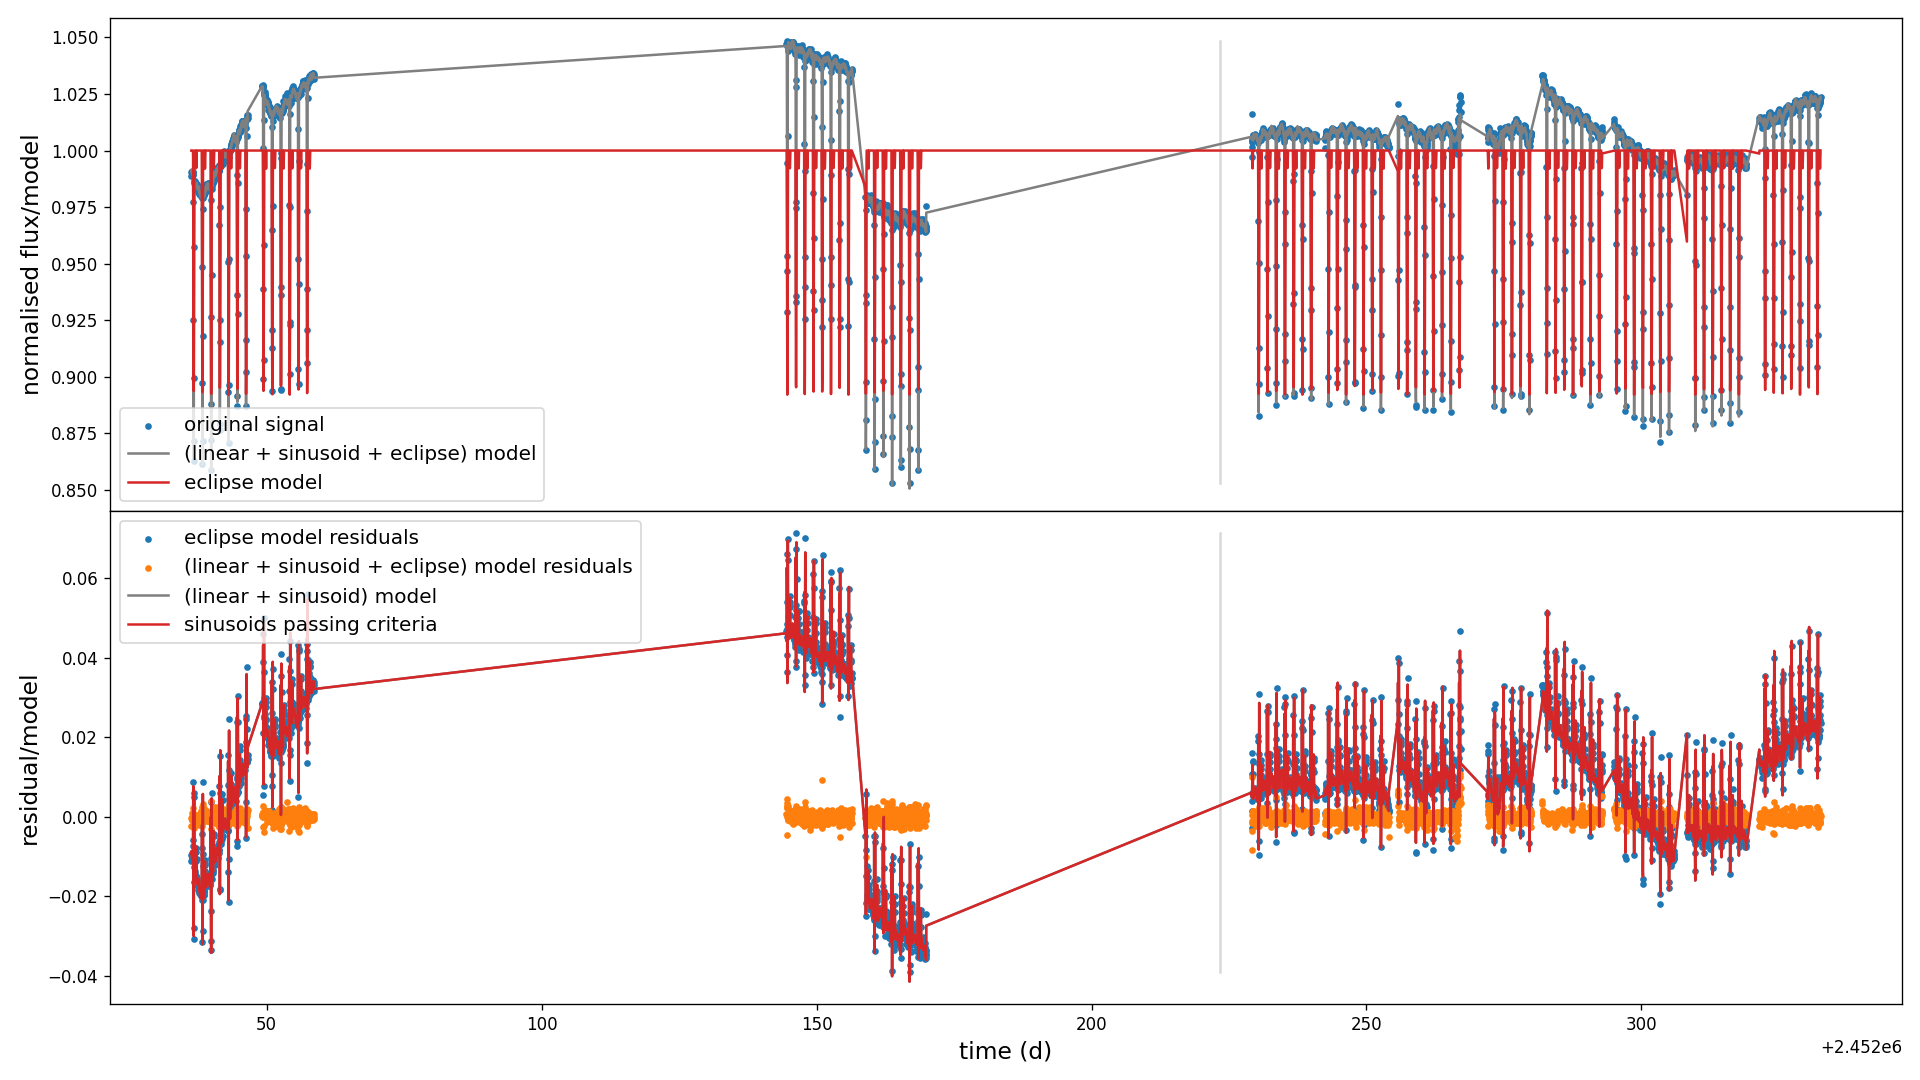 normalised flux/model
1.050
1.025
1.000
0.975
0.950
0.925
0.900
0.875
0.850
original signal
(linear + sinusoid + eclipse) model
eclipse model
residual/model
0.06
0.04
0.02
0.00
−0.02
−0.04
eclipse model residuals
(linear + sinusoid + eclipse) model residuals
(linear + sinusoid) model
sinusoids passing criteria
50
100
150
200
250
300
time (d)
+2.452e6